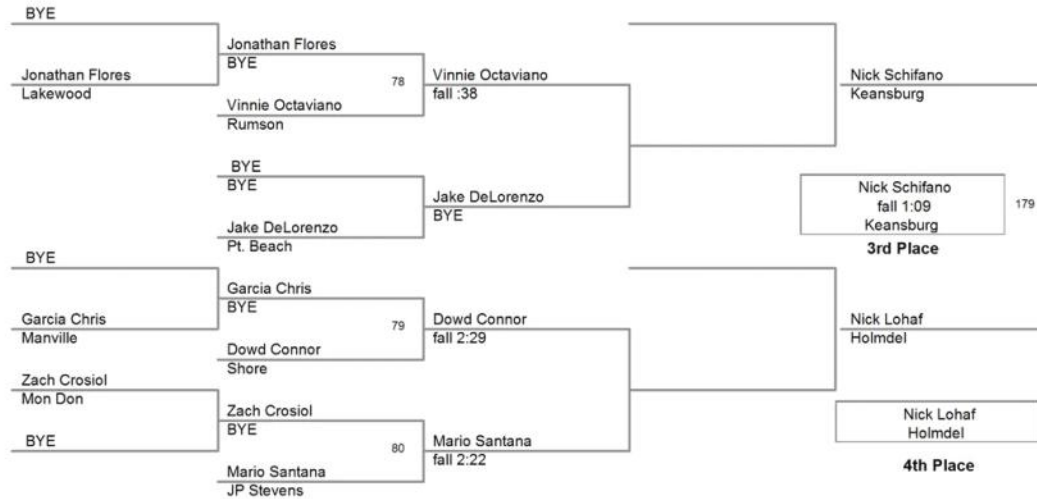 BYE
Jonathan Flores
Lakewood
Jonathan Flores
BYE
78
Vinnie Octaviano
Rumson
Vinnie Octaviano
fall :38
BYE
BYE
Jake DeLorenzo
Pt. Beach
Jake DeLorenzo
BYE
Nick Schifano
Keansburg
Nick Schifano
fall 1:09
Keansburg
179
3rd Place
BYE
Garcia Chris
Manville
Garcia Chris
BYE
79
Dowd Connor
Shore
Dowd Connor
fall 2:29
Zach Crosiol
Mon Don
BYE
Zach Crosiol
BYE
80
Mario Santana
JP Stevens
Mario Santana
fall 2:22
Nick Lohaf
Holmdel
Nick Lohaf
Holmdel
4th Place